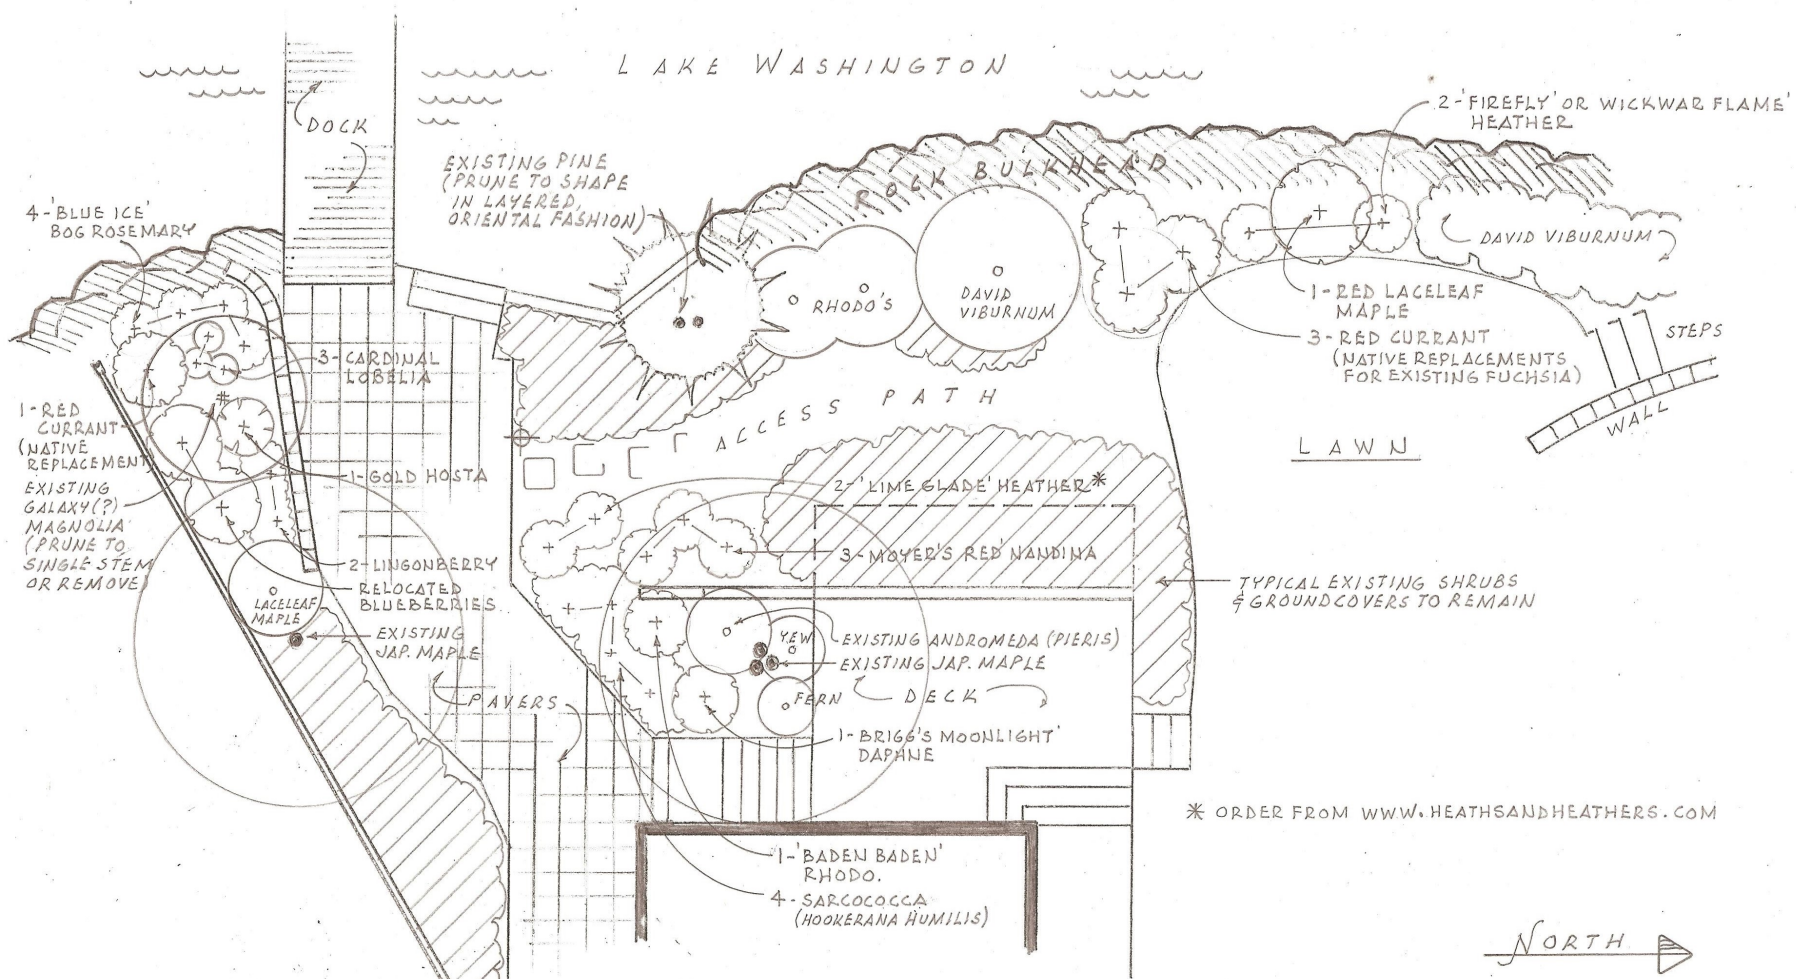 LAKE WASHINGTON
DOCK
2-'FIREFLY' OR WICKWAR FLAME'
HEATHER
EXISTING PINE
(PRUNE TO SHAPE
IN LAYERED,
ORIENTAL FASHION)
ROCK BULKHEAD
4-'BLUE ICE'
BOG ROSEMARY
DAVID VIBURNUM
RHODO'S
DAVID
VIBURNUM
1-RED LACELEAF
MAPLE
3-RED CURRANT
(NATIVE REPLACEMENTS
FOR EXISTING FUCHSIA)
STEPS
WALL
3-CARDINAL
LOBELIA
ACCESS PATH
LAWN
1-RED
CURRANT
(NATIVE
REPLACEMENT)
1-GOLD HOSTA
EXISTING
GALAXY(?)
MAGNOLIA
(PRUNE TO
SINGLE STEM
OR REMOVE)
2-'LIME GLADE' HEATHER*
3-MOYER'S RED' NANDINA
2-LINGONBERRY
RELOCATED
BLUEBERRIES
LACELEAF
MAPLE
TYPICAL EXISTING SHRUBS
& GROUNDCOVERS TO REMAIN
EXISTING
JAP. MAPLE
YEW
EXISTING ANDROMEDA (PIERIS)
EXISTING JAP. MAPLE
PAVERS
FERN
DECK
1-BRIGG'S MOONLIGHT'
DAPHNE
* ORDER FROM WWW.HEATHSANDHEATHERS.COM
1-'BADEN BADEN'
RHODO.
4-SARCOCOCCA
(HOOKERANA HUMILIS)
NORTH